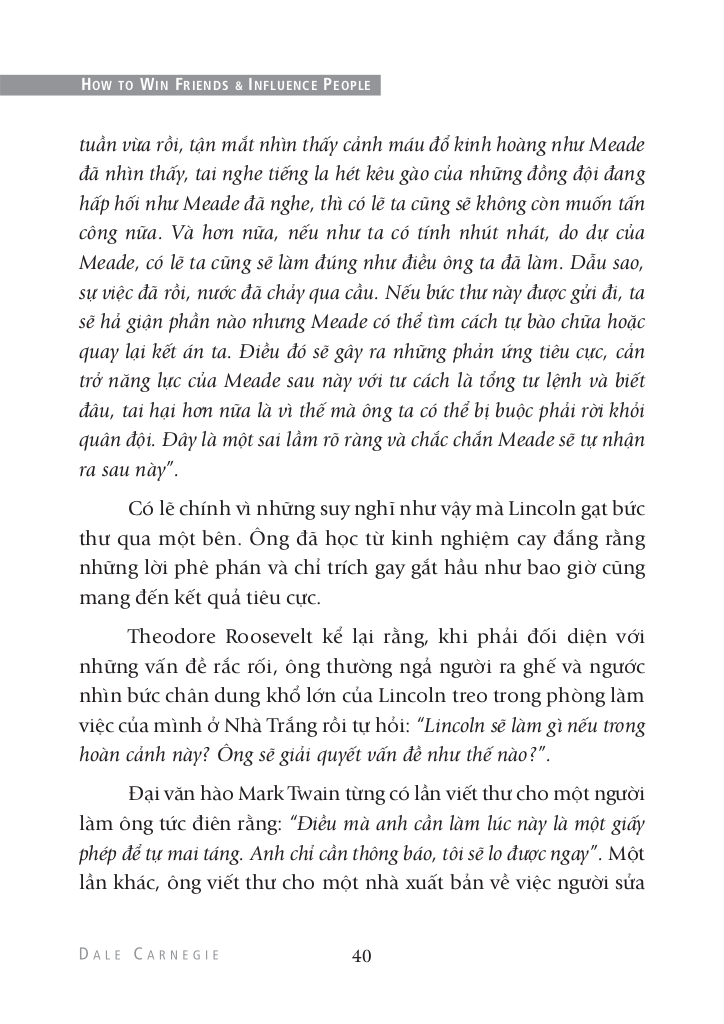 HOW TO WIN FRIENDS & INFLUENCE PEOPLE
tuần vừa rồi, tận mắt nhìn thấy cảnh máu đổ kinh hoàng như Meade
đã nhìn thấy, tai nghe tiếng la hét kêu gào của những đồng đội đang
hấp hối như Meade đã nghe, thì có lẽ ta cũng sẽ không còn muốn tấn
công nữa. Và hơn nữa, nếu như ta có tính nhút nhát, do dự của
Meade, có lẽ ta cũng sẽ làm đúng như điều ông ta đã làm. Dẫu sao,
sự việc đã rồi, nước đã chảy qua cầu. Nếu bức thư này được gửi đi, ta
sẽ hả giận phần nào nhưng Meade có thể tìm cách tự bào chữa hoặc
quay lại kết án ta. Điều đó sẽ gây ra những phản ứng tiêu cực, cản
trở năng lực của Meade sau này với tư cách là tổng tư lệnh và biết
đâu, tai hại hơn nữa là vì thế mà ông ta có thể bị buộc phải rời khỏi
quân đội. Đây là một sai lầm rõ ràng và chắc chắn Meade sẽ tự nhận
ra sau này”.
Có lẽ chính vì những suy nghĩ như vậy mà Lincoln gạt bức
thư qua một bên. Ông đã học từ kinh nghiệm cay đắng rằng
những lời phê phán và chỉ trích gay gắt hầu như bao giờ cũng
mang đến kết quả tiêu cực.
Theodore Roosevelt kể lại rằng, khi phải đối diện với
những vấn đề rắc rối, ông thường ngả người ra ghế và ngước
nhìn bức chân dung khổ lớn của Lincoln treo trong phòng làm
việc của mình ở Nhà Trắng rồi tự hỏi: “Lincoln sẽ làm gì nếu trong
hoàn cảnh này? Ông sẽ giải quyết vấn đề như thế nào?”.
Đại văn hào Mark Twain từng có lần viết thư cho một người
làm ông tức điên rằng: “Điều mà anh cần làm lúc này là một giấy
phép để tự mai táng. Anh chỉ cần thông báo, tôi sẽ lo được ngay”. Một
lần khác, ông viết thư cho một nhà xuất bản về việc người sửa
DALE CARNEGIE
40